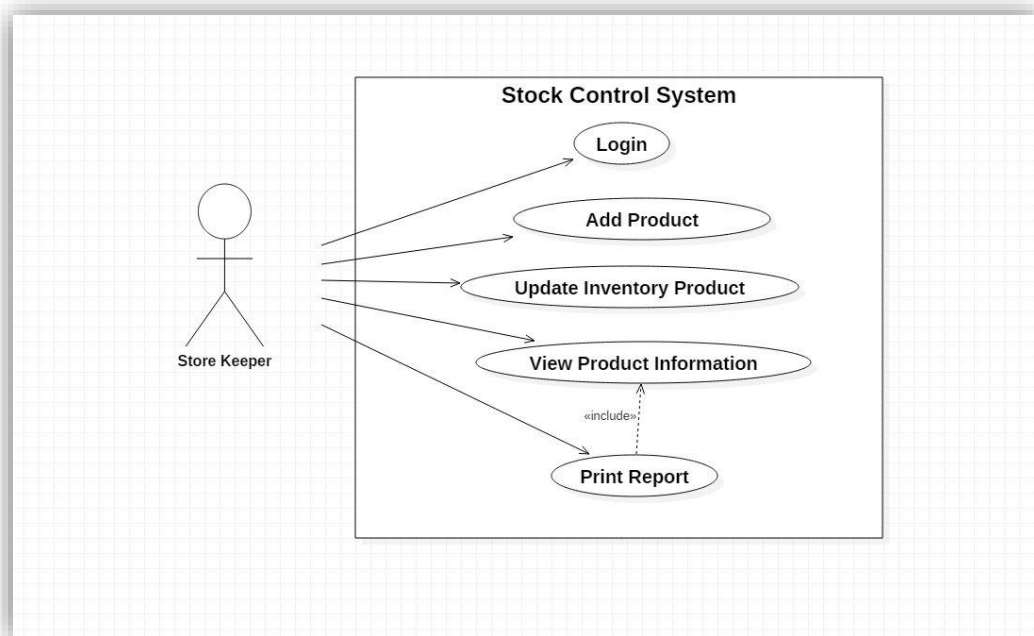 Stock Control System
Login
Add Product
Update Inventory Product
View Product Information
Store Keeper
«include»
Print Report